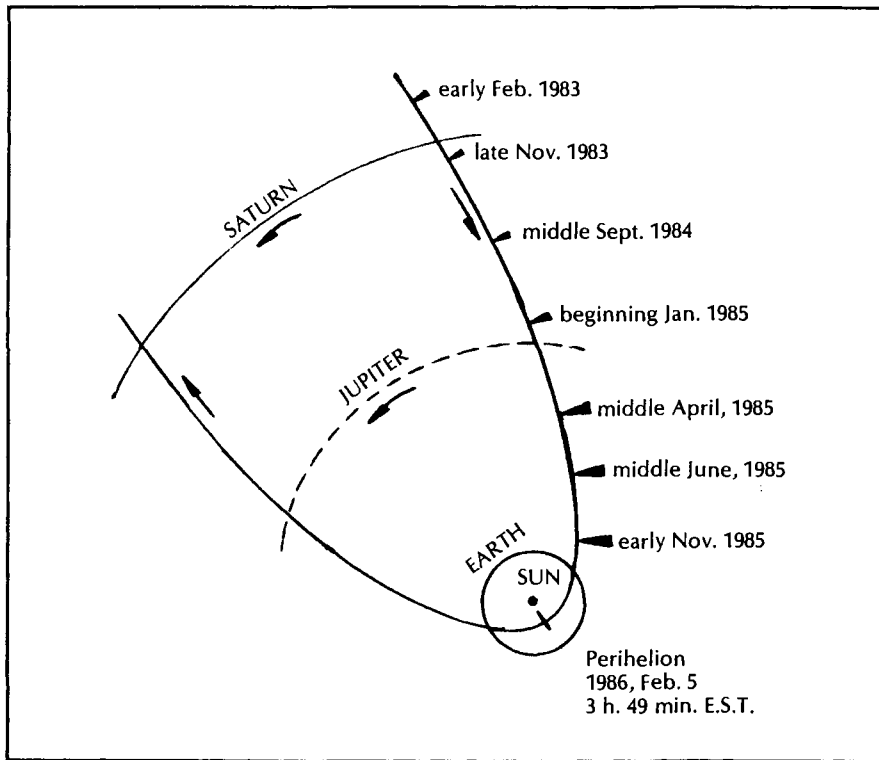 early Feb. 1983
late Nov. 1983
SATURN
middle Sept. 1984
beginning Jan. 1985
JUPITER
middle April, 1985
middle June, 1985
early Nov. 1985
EARTH
SUN
Perihelion
1986, Feb. 5
3 h. 49 min. E.S.T.